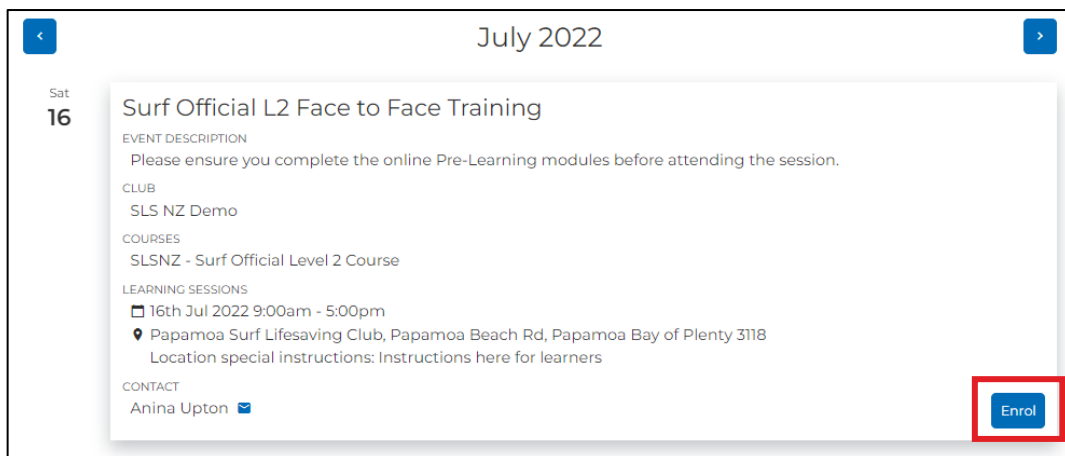 July 2022
Sat
16
Surf Official L2 Face to Face Training
EVENT DESCRIPTION
Please ensure you complete the online Pre-Learning modules before attending the session.
CLUB
SLS NZ Demo
COURSES
SLSNZ - Surf Official Level 2 Course
LEARNING SESSIONS
16th Jul 2022 9:00am - 5:00pm
Papamoa Surf Lifesaving Club, Papamoa Beach Rd, Papamoa Bay of Plenty 3118
Location special instructions: Instructions here for learners
CONTACT
Anina Upton
Enrol